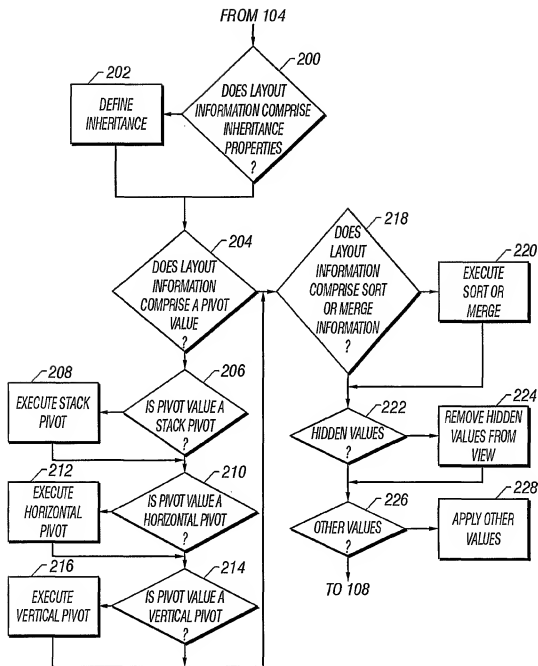 FROM 104
200
DOES LAYOUT
INFORMATION COMPRISE
INHERITANCE
PROPERTIES
?
202
DEFINE
INHERITANCE
204
DOES LAYOUT
INFORMATION
COMPRISE A PIVOT
VALUE
?
206
IS PIVOT VALUE A
STACK PIVOT
?
208
EXECUTE STACK
PIVOT
210
IS PIVOT VALUE A
HORIZONTAL PIVOT
?
212
EXECUTE
HORIZONTAL
PIVOT
214
IS PIVOT VALUE A
VERTICAL PIVOT
?
216
EXECUTE
VERTICAL PIVOT
218
DOES
LAYOUT
INFORMATION
COMPRISE SORT
OR MERGE
INFORMATION
?
220
EXECUTE
SORT OR
MERGE
222
HIDDEN VALUES
?
224
REMOVE HIDDEN
VALUES FROM
VIEW
226
OTHER VALUES
?
228
APPLY OTHER
VALUES
TO 108